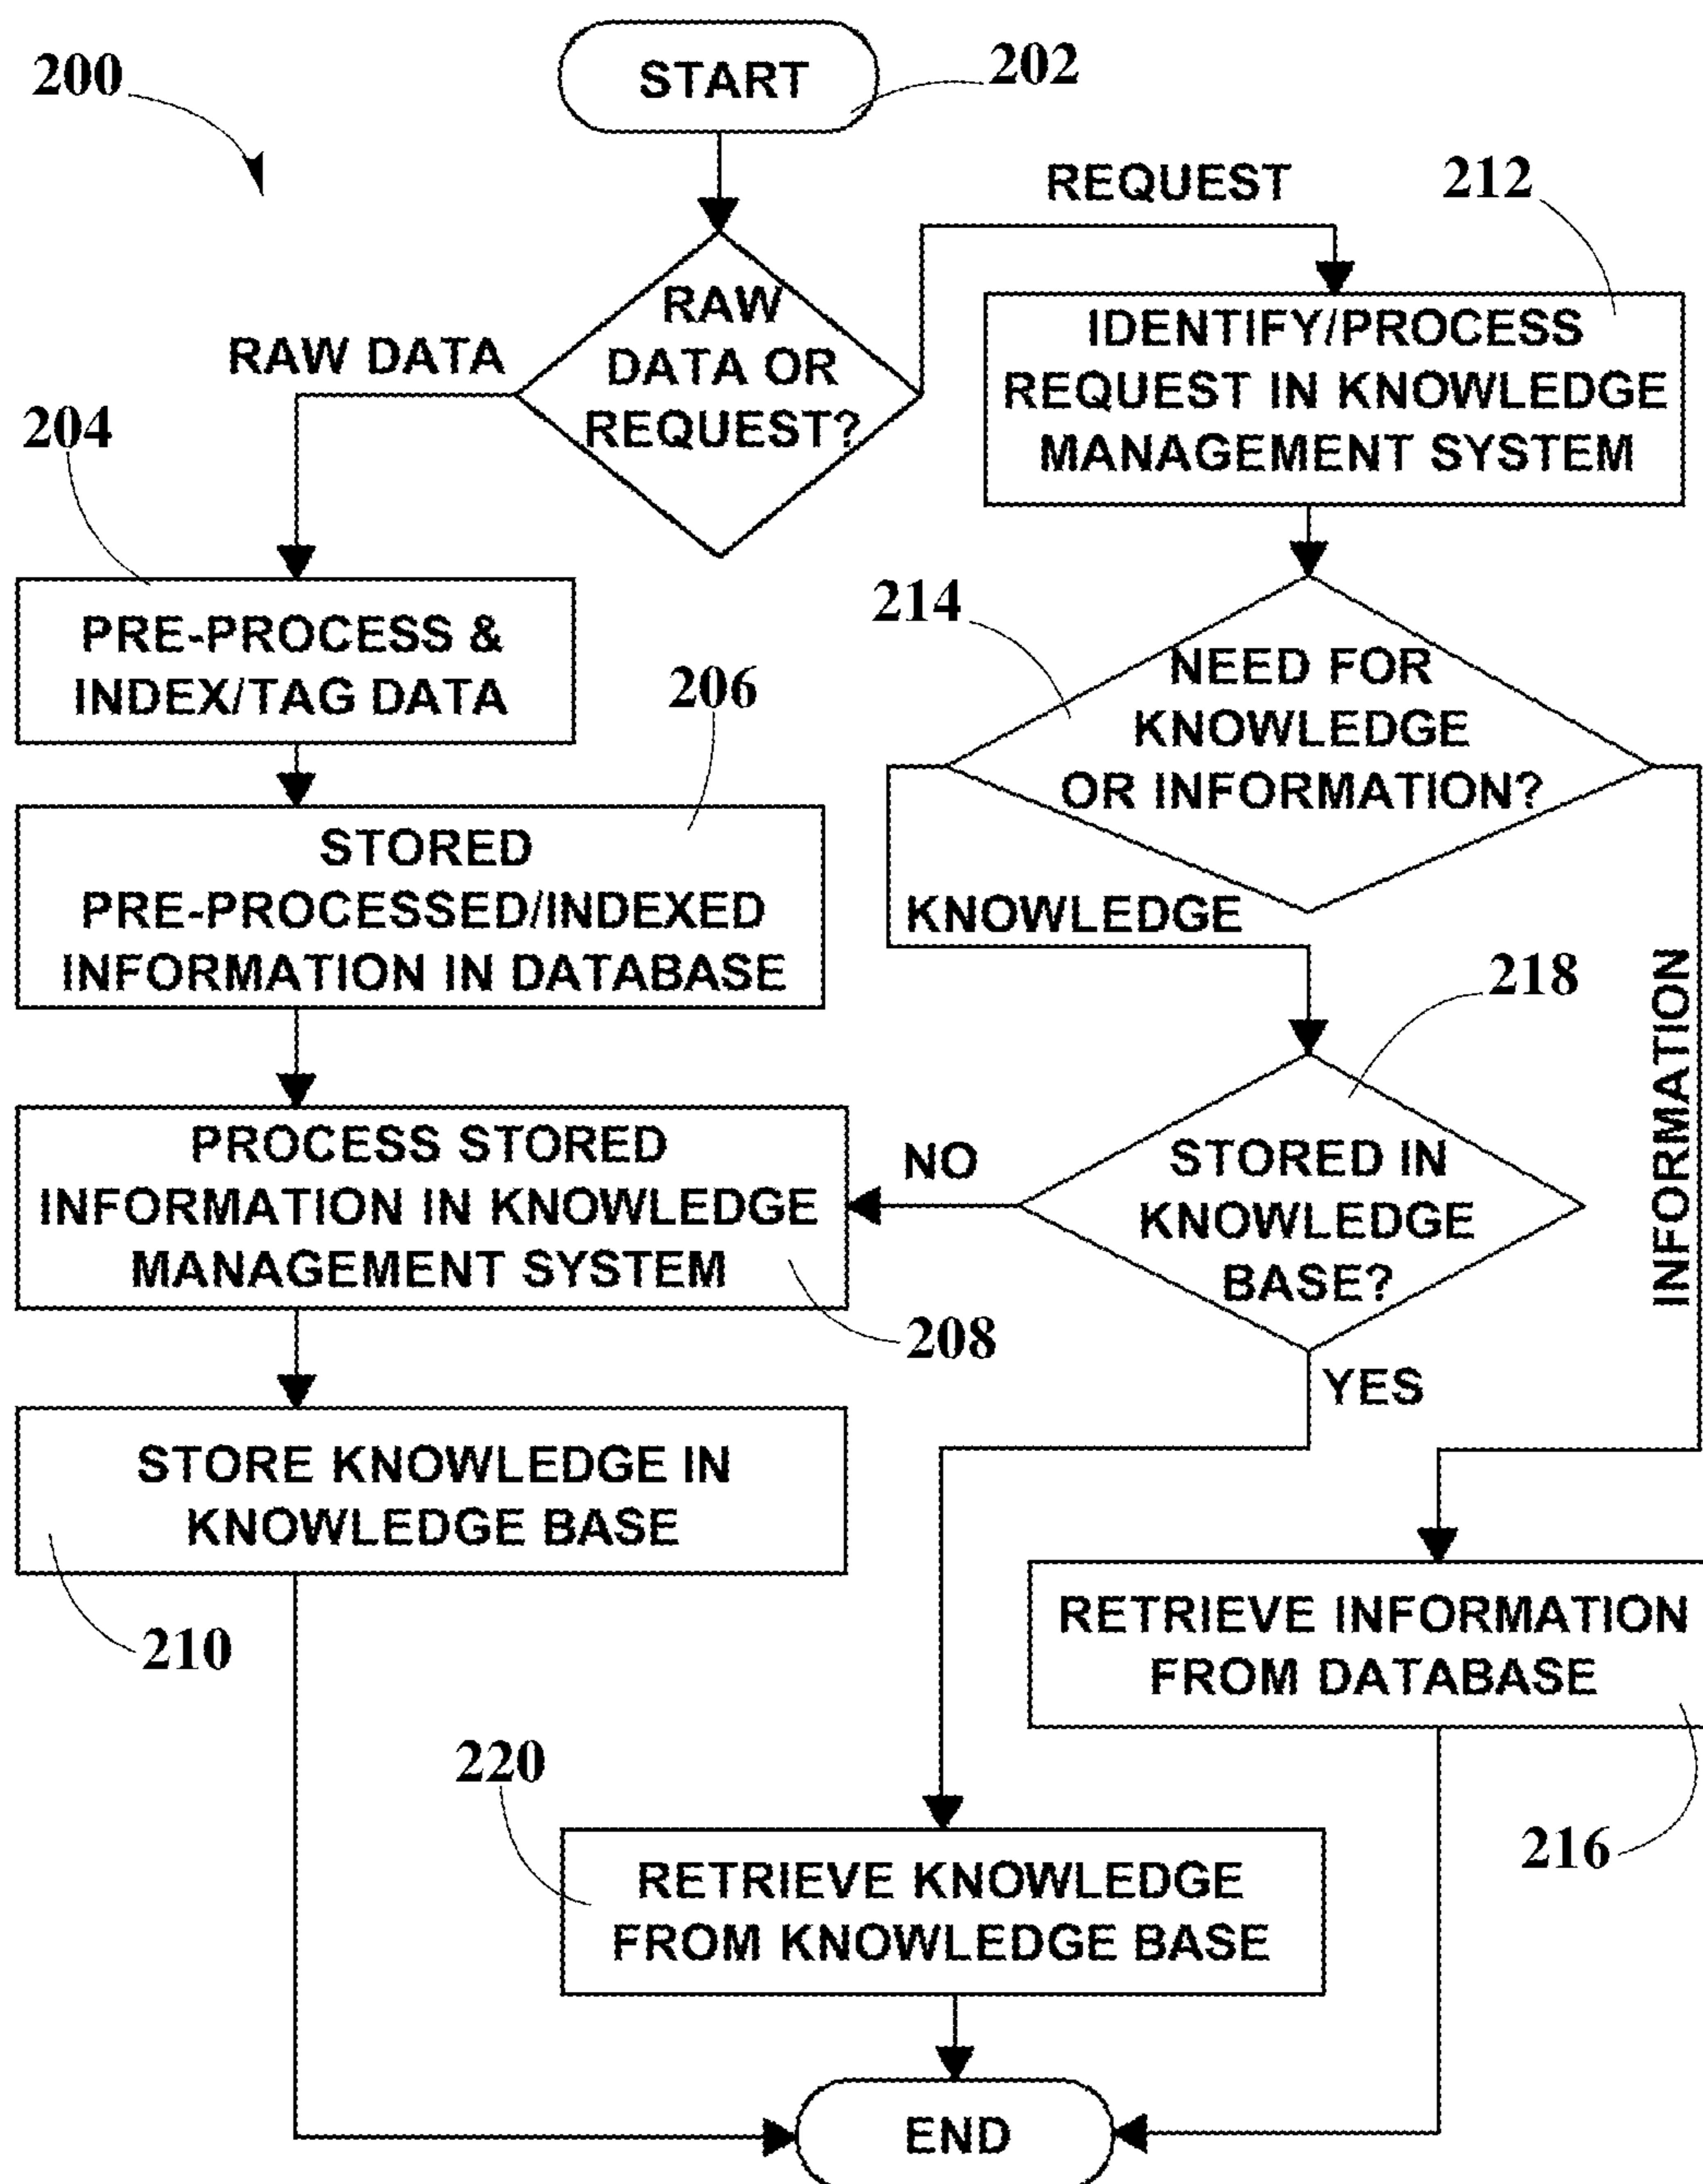 200
START
202
REQUEST
212
RAW
DATA OR
REQUEST?
RAW DATA
IDENTIFY/PROCESS
REQUEST IN KNOWLEDGE
MANAGEMENT SYSTEM
204
PRE-PROCESS &
INDEX/TAG DATA
214
NEED FOR
KNOWLEDGE
OR INFORMATION?
206
STORED
PRE-PROCESSED/INDEXED
INFORMATION IN DATABASE
KNOWLEDGE
INFORMATION
218
PROCESS STORED
INFORMATION IN KNOWLEDGE
MANAGEMENT SYSTEM
NO
STORED IN
KNOWLEDGE
BASE?
208
YES
STORE KNOWLEDGE IN
KNOWLEDGE BASE
210
RETRIEVE INFORMATION
FROM DATABASE
216
220
RETRIEVE KNOWLEDGE
FROM KNOWLEDGE BASE
END